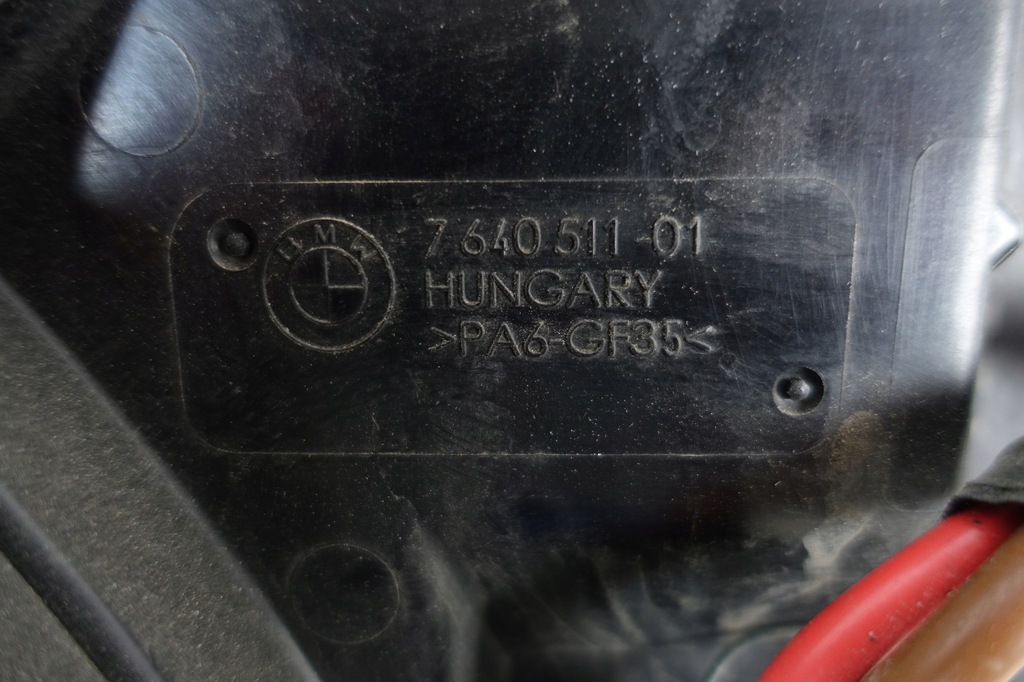 BMW
7 640 511-01
HUNGARY
>PA6-GF35<